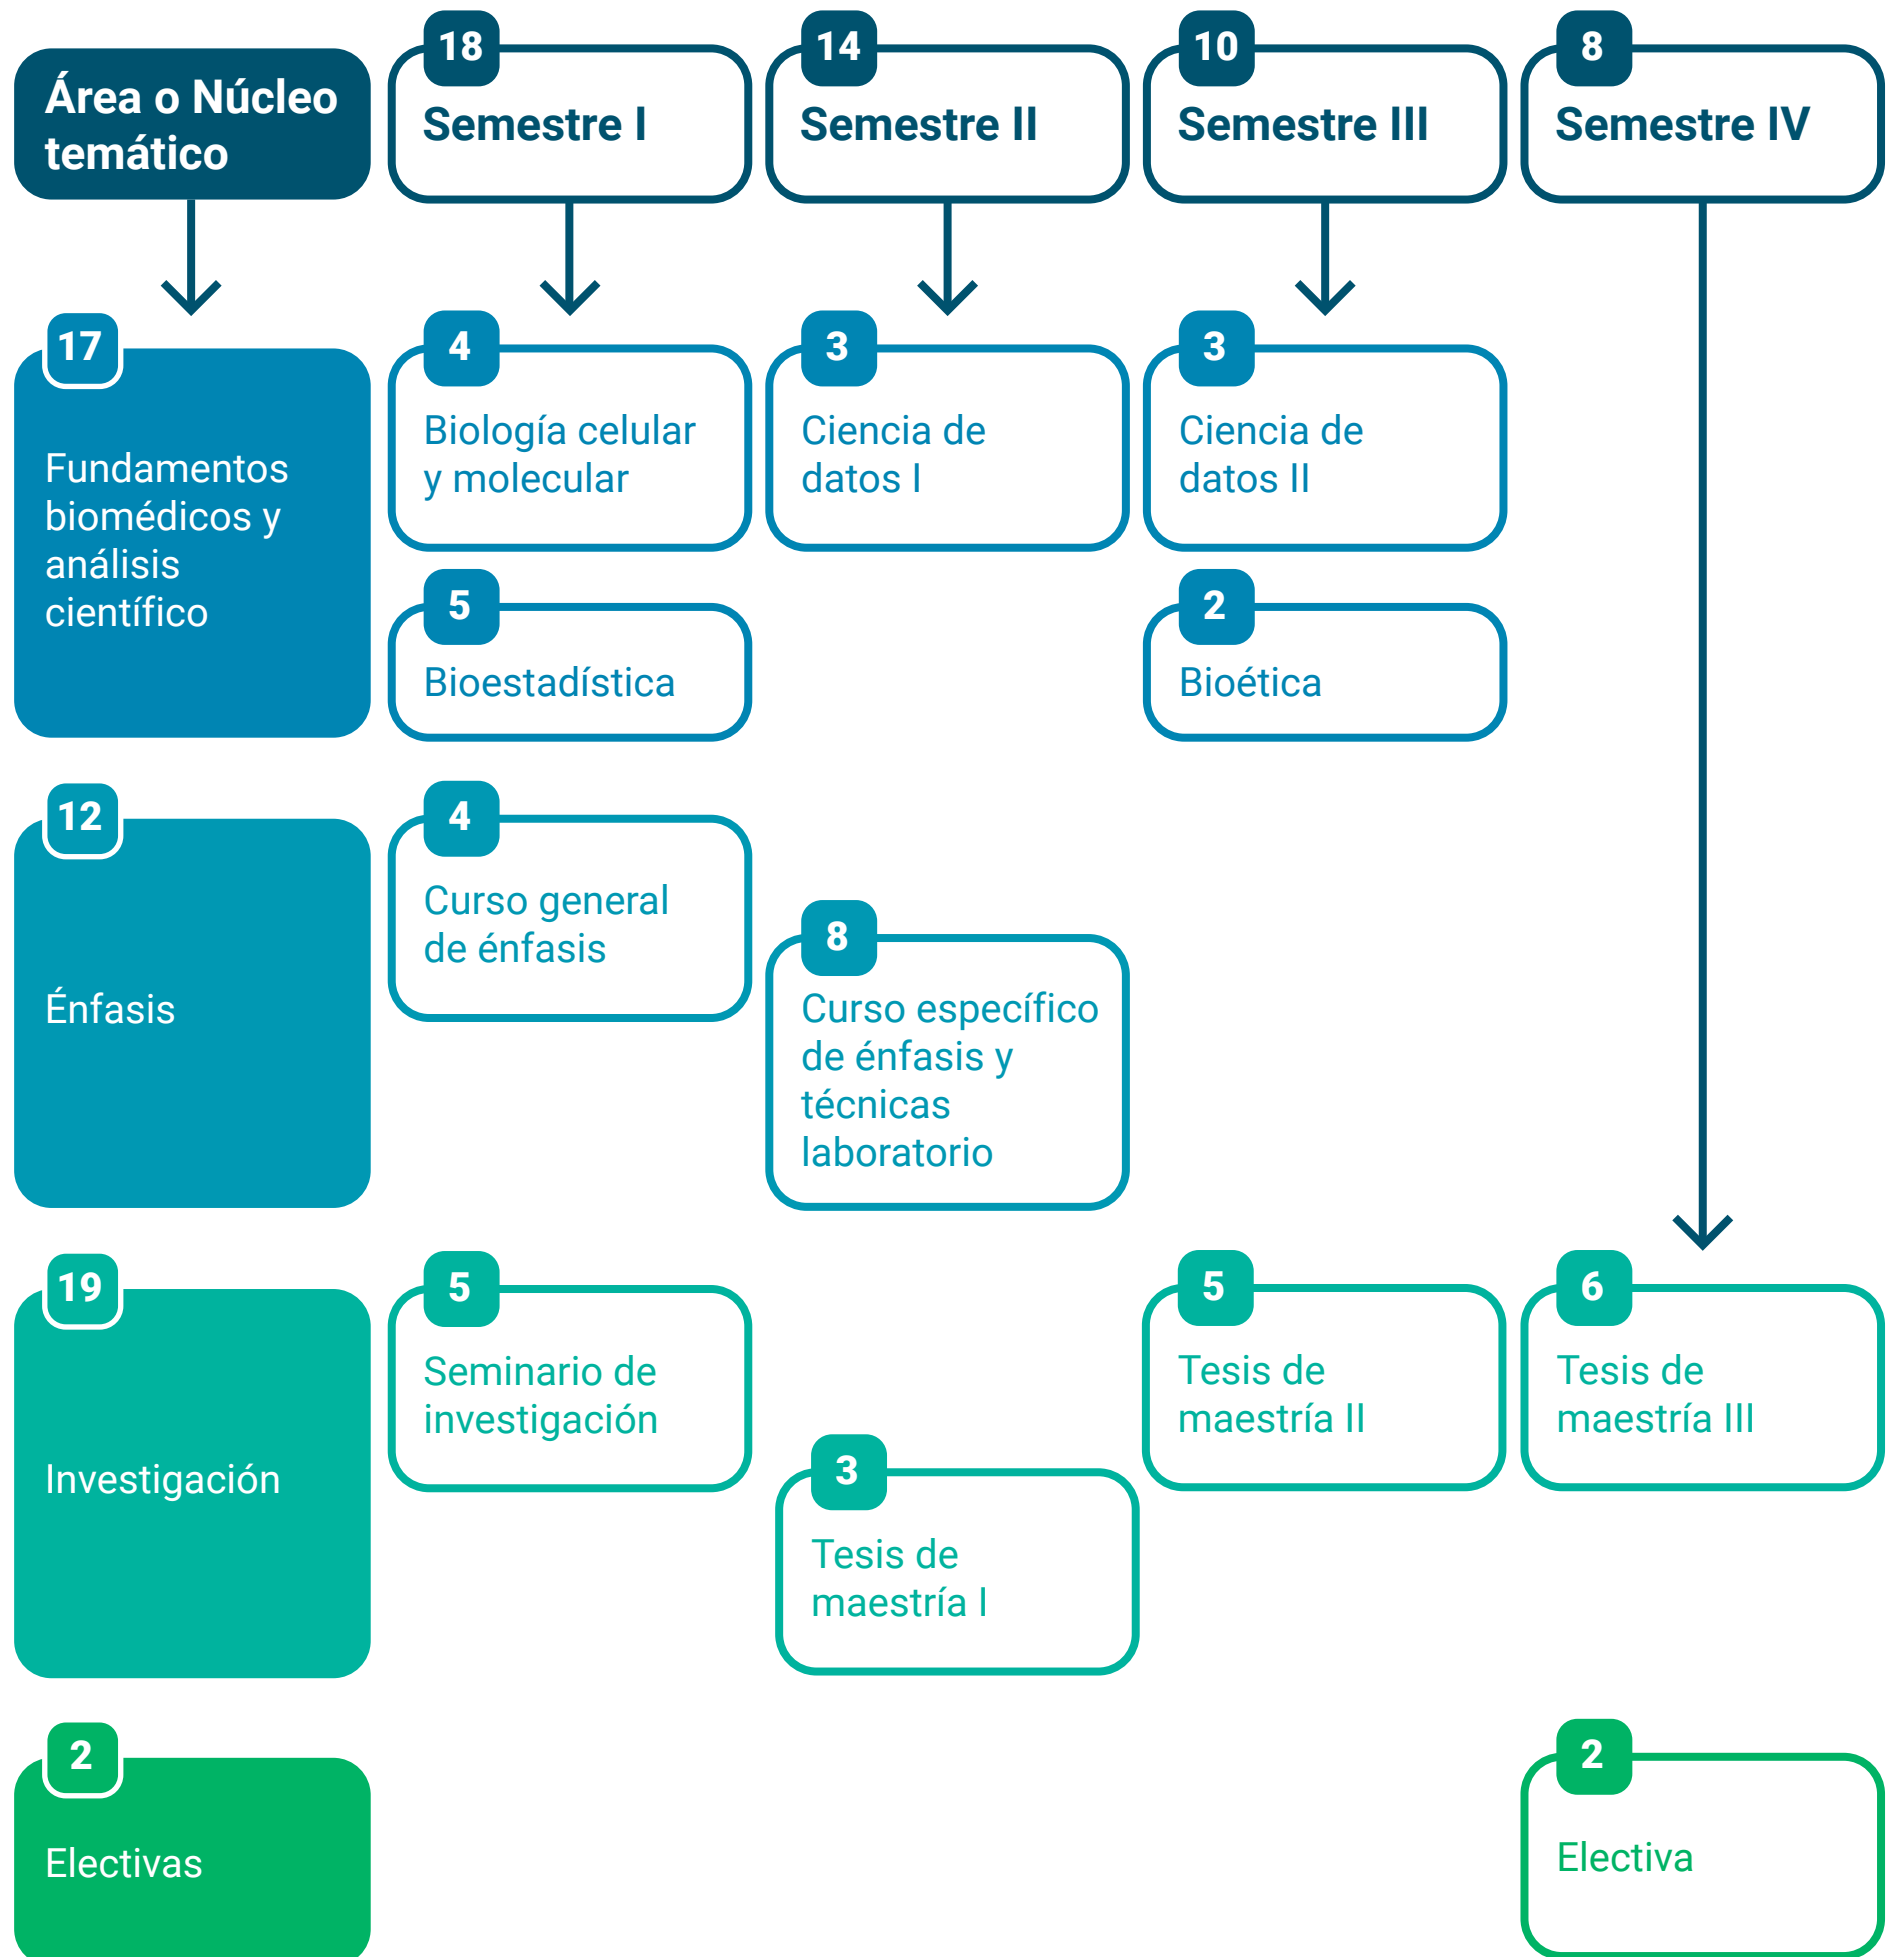 Área o Núcleo
temático
18
Semestre I
14
Semestre II
10
Semestre III
8
Semestre IV
17
Fundamentos
biomédicos y
análisis
científico
4
Biología celular
y molecular
3
Ciencia de
datos I
3
Ciencia de
datos II
5
Bioestadística
2
Bioética
12
Énfasis
4
Curso general
de énfasis
8
Curso específico
de énfasis y
técnicas
laboratorio
19
Investigación
5
Seminario de
investigación
3
Tesis de
maestría I
5
Tesis de
maestría II
6
Tesis de
maestría III
2
Electivas
2
Electiva